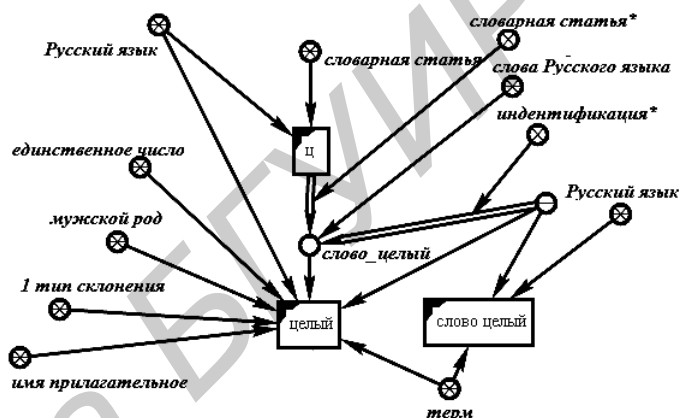 словарная статья*
Русский язык
словарная статья
слова Русского языка
индентификация*
ц
единственное число
Русский язык
мужской род
слово_целый
1 тип склонения
целый
слово целый
имя прилагательное
терм
БГУИР